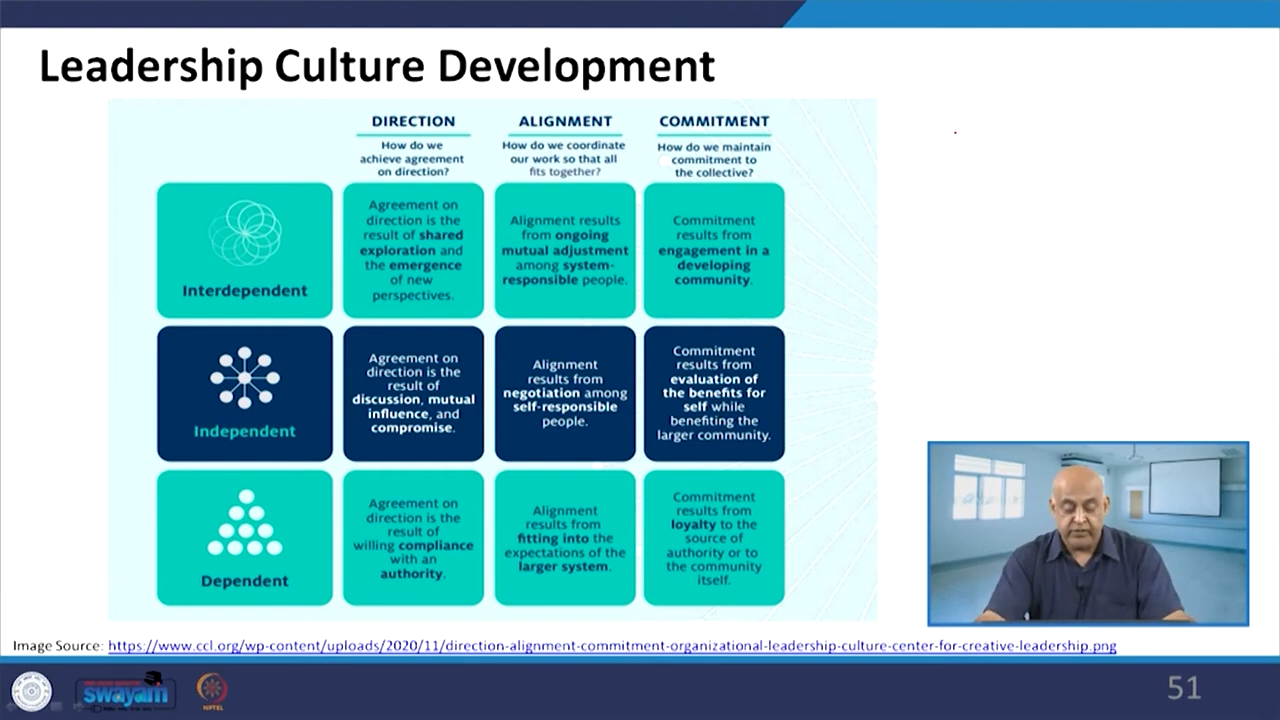 Leadership Culture Development
DIRECTION
How do we
achieve agreement
on direction?
ALIGNMENT
How do we coordinate
our work so that all
fits together?
COMMITMENT
How do we maintain
commitment to
the collective?
Interdependent
Agreement on
direction is the
result of shared
exploration and
the emergence
of new
perspectives.
Alignment results
from ongoing
mutual adjustment
among system-
responsible people.
Commitment
results from
engagement in a
developing
community.
Independent
Agreement on
direction is the
result of
discussion, mutual
influence, and
compromise.
Alignment
results from
negotiation among
self-responsible
people.
Commitment
results from
evaluation of
the benefits for
self while
benefiting the
larger community.
Dependent
Agreement on
direction is the
result of
willing compliance
with an
authority.
Alignment
results from
fitting into the
expectations of the
larger system.
Commitment
results from
loyalty to the
source of
authority or to
the community
itself.
Image Source: https://www.ccl.org/wp-content/uploads/2020/11/direction-alignment-commitment-organizational-leadership-culture-center-for-creative-leadership.png
swayam
NPTEL
51